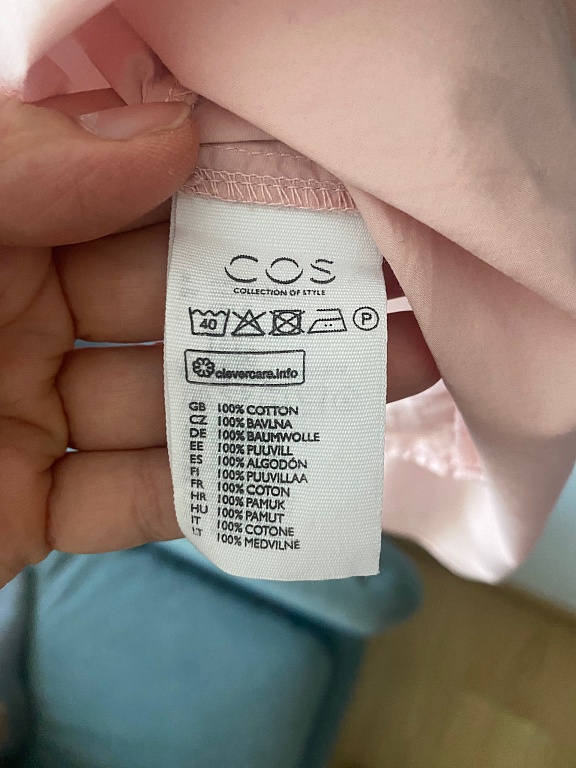 COS
COLLECTION OF STYLE
40 P
clevercare.info
GB 100% COTTON
CZ 100% BAVLNA
DE 100% BAUMWOLLE
EE 100% PUUVILL
ES 100% ALGODÓN
FI 100% PUUVILLAA
FR 100% COTON
HR 100% PAMUK
HU 100% PAMUT
IT 100% COTONE
LT 100% MEDVILNĖ